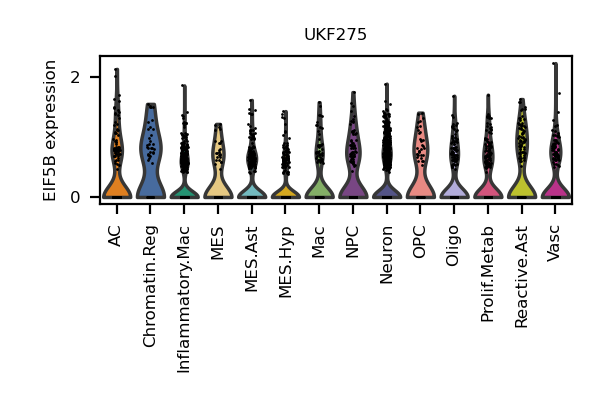 UKF275
EIF5B expression
2
0
AC
Chromatin.Reg
Inflammatory.Mac
MES
MES.Ast
MES.Hyp
Mac
NPC
Neuron
OPC
Oligo
Prolif.Metab
Reactive.Ast
Vasc